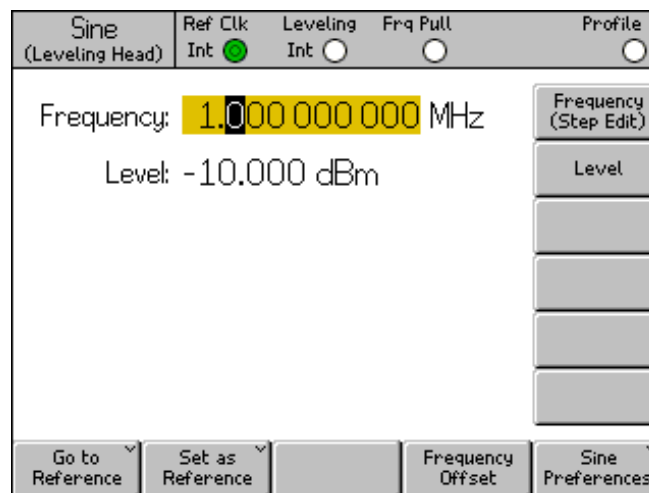 Sine
(Leveling Head)
Ref Clk
Int
Leveling
Int
Frq Pull
Profile
Frequency: 1.000 000 000 MHz
Level: -10.000 dBm
Frequency
(Step Edit)
Level
Go to
Reference
Set as
Reference
Frequency
Offset
Sine
Preferences